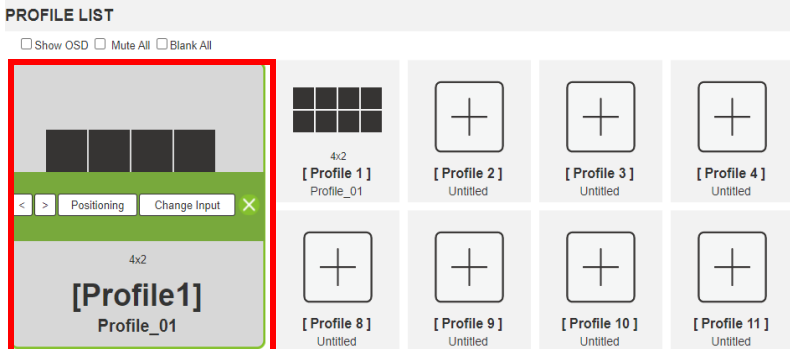 PROFILE LIST
Show OSD Mute All Blank All
< > Positioning Change Input
4x2
[Profile1]
Profile_01
4x2
[ Profile 1 ]
Profile_01
[ Profile 2 ]
Untitled
[ Profile 3 ]
Untitled
[ Profile 4 ]
Untitled
[ Profile 8 ]
Untitled
[ Profile 9 ]
Untitled
[ Profile 10 ]
Untitled
[ Profile 11 ]
Untitled